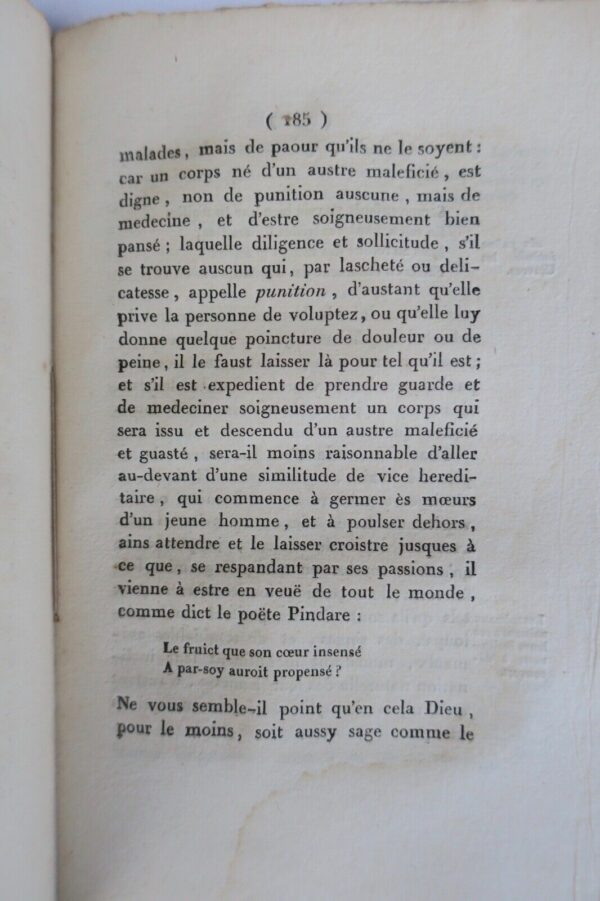 ( 185 )
malades, mais de paour qu'ils ne le soyent :
car un corps né d'un austre maleficié, est
digne, non de punition auscune, mais de
medecine, et d'estre soigneusement bien
pansé ; laquelle diligence et sollicitude, s'il
se trouve auscun qui, par lascheté ou deli-
catesse, appelle punition, d'austant qu'elle
prive la personne de voluptez, ou qu'elle luy
donne quelque poincture de douleur ou de
peine, il le faust laisser là pour tel qu'il est ;
et s'il est expedient de prendre guarde et
de medeciner soigneusement un corps qui
sera issu et descendu d'un austre maleficié
et guasté, sera-il moins raisonnable d'aller
au-devant d'une similitude de vice heredi-
taire, qui commence à germer ès mœurs
d'un jeune homme, et à poulser dehors,
ains attendre et le laisser croistre jusques à
ce que, se respandant par ses passions, il
vienne à estre en veuë de tout le monde,
comme dict le poëte Pindare :
Le fruict que son cœur insensé
A par-soy auroit propensé ?
Ne vous semble-il point qu'en cela Dieu,
pour le moins, soit aussy sage comme le